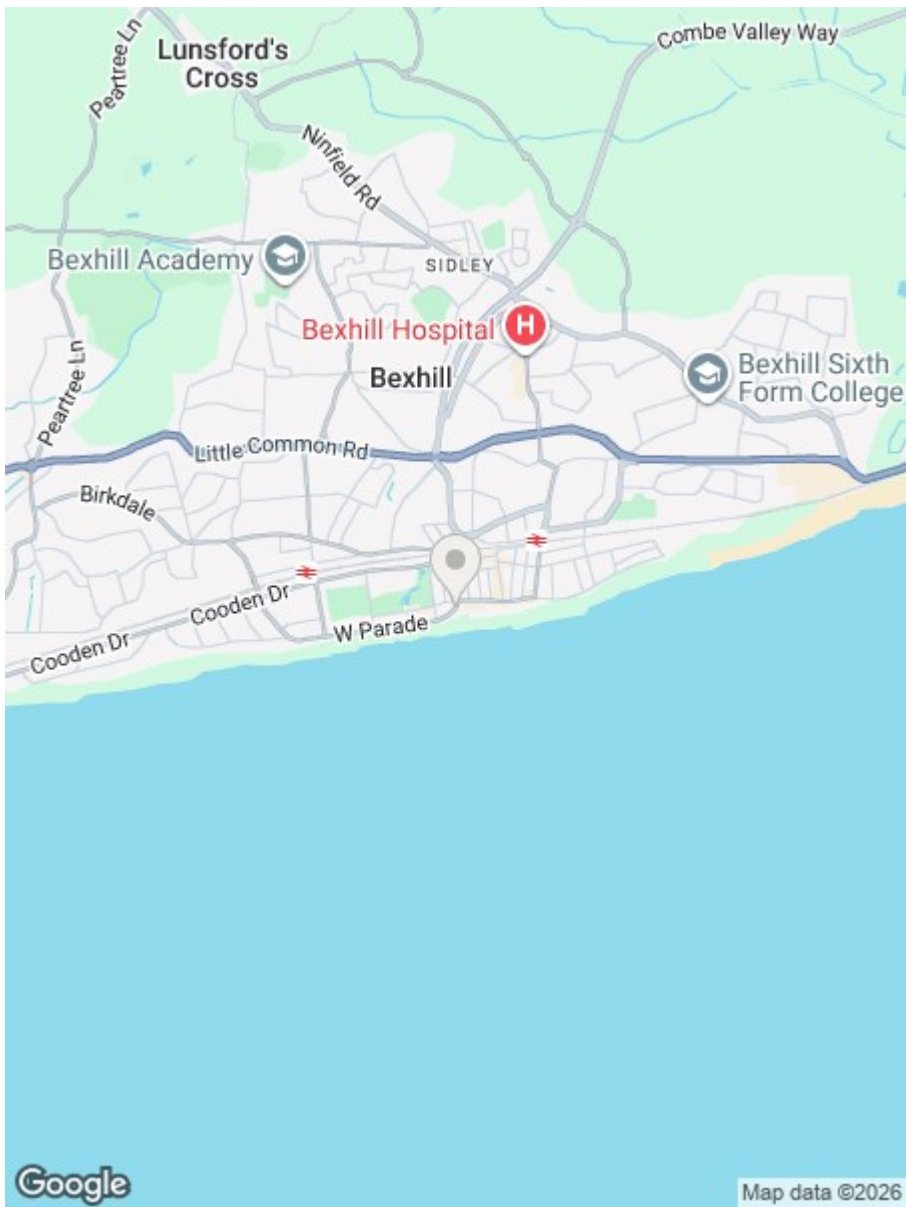 Combe Valley Way
Peartree Ln
Lunsford's
Cross
Ninfield Rd
Bexhill Academy
SIDLEY
Bexhill Hospital
H
Bexhill
Bexhill Sixth
Form College
Peartree Ln
Little Common Rd
Birkdale
Cooden Dr
W Parade
Cooden Dr
Google
Map data ©2026